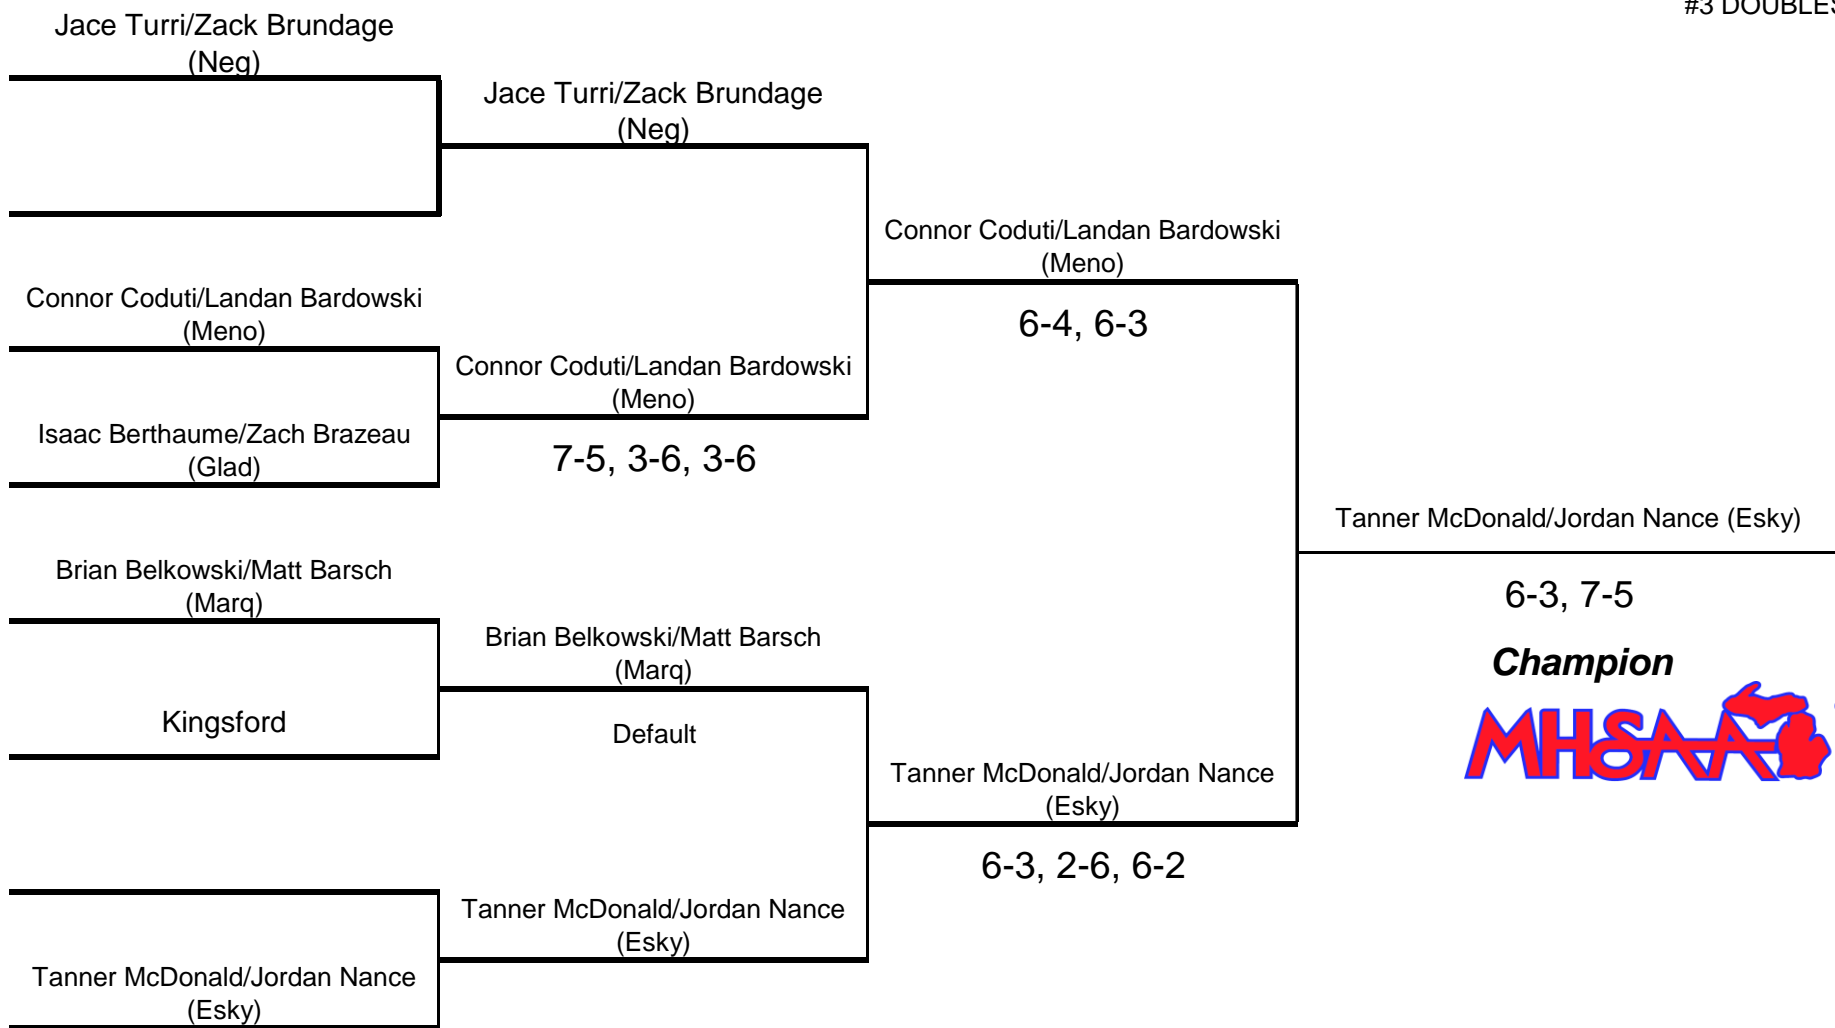 #3 DOUBLES
Jace Turri/Zack Brundage
(Neg)
Jace Turri/Zack Brundage
(Neg)
Connor Coduti/Landan Bardowski
(Meno)
6-4, 6-3
Connor Coduti/Landan Bardowski
(Meno)
Connor Coduti/Landan Bardowski
(Meno)
7-5, 3-6, 3-6
Isaac Berthaume/Zach Brazeau
(Glad)
Tanner McDonald/Jordan Nance (Esky)
6-3, 7-5
Champion
MHSAA
Brian Belkowski/Matt Barsch
(Marq)
Brian Belkowski/Matt Barsch
(Marq)
Default
Kingsford
Tanner McDonald/Jordan Nance
(Esky)
6-3, 2-6, 6-2
Tanner McDonald/Jordan Nance
(Esky)
Tanner McDonald/Jordan Nance
(Esky)